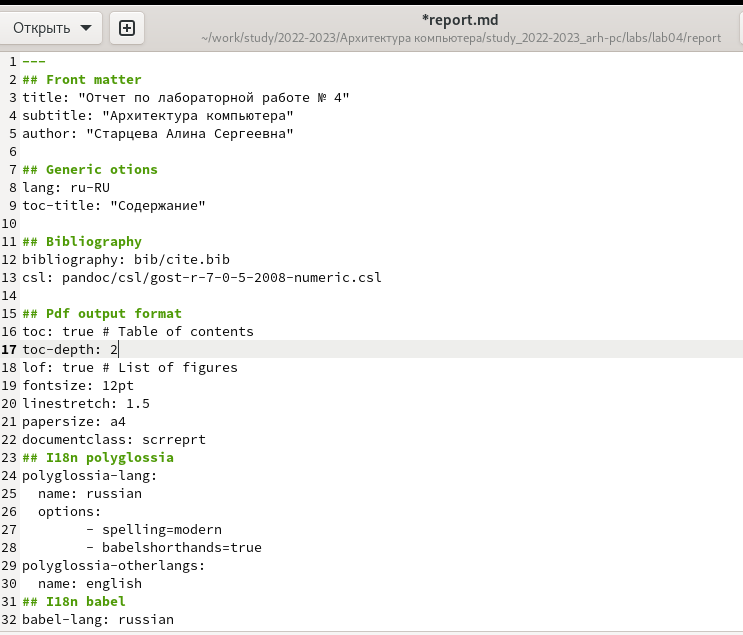 Открыть
*report.md
~/work/study/2022-2023/Архитектура компьютера/study_2022-2023_arh-pc/labs/lab04/report
1 ---
2 ## Front matter
3 title: "Отчет по лабораторной работе № 4"
4 subtitle: "Архитектура компьютера"
5 author: "Старцева Алина Сергеевна"
6
7 ## Generic otions
8 lang: ru-RU
9 toc-title: "Содержание"
10
11 ## Bibliography
12 bibliography: bib/cite.bib
13 csl: pandoc/csl/gost-r-7-0-5-2008-numeric.csl
14
15 ## Pdf output format
16 toc: true # Table of contents
17 toc-depth: 2
18 lof: true # List of figures
19 fontsize: 12pt
20 linestretch: 1.5
21 papersize: a4
22 documentclass: scrreprt
23 ## I18n polyglossia
24 polyglossia-lang:
25   name: russian
26   options:
27         - spelling=modern
28         - babelshorthands=true
29 polyglossia-otherlangs:
30   name: english
31 ## I18n babel
32 babel-lang: russian